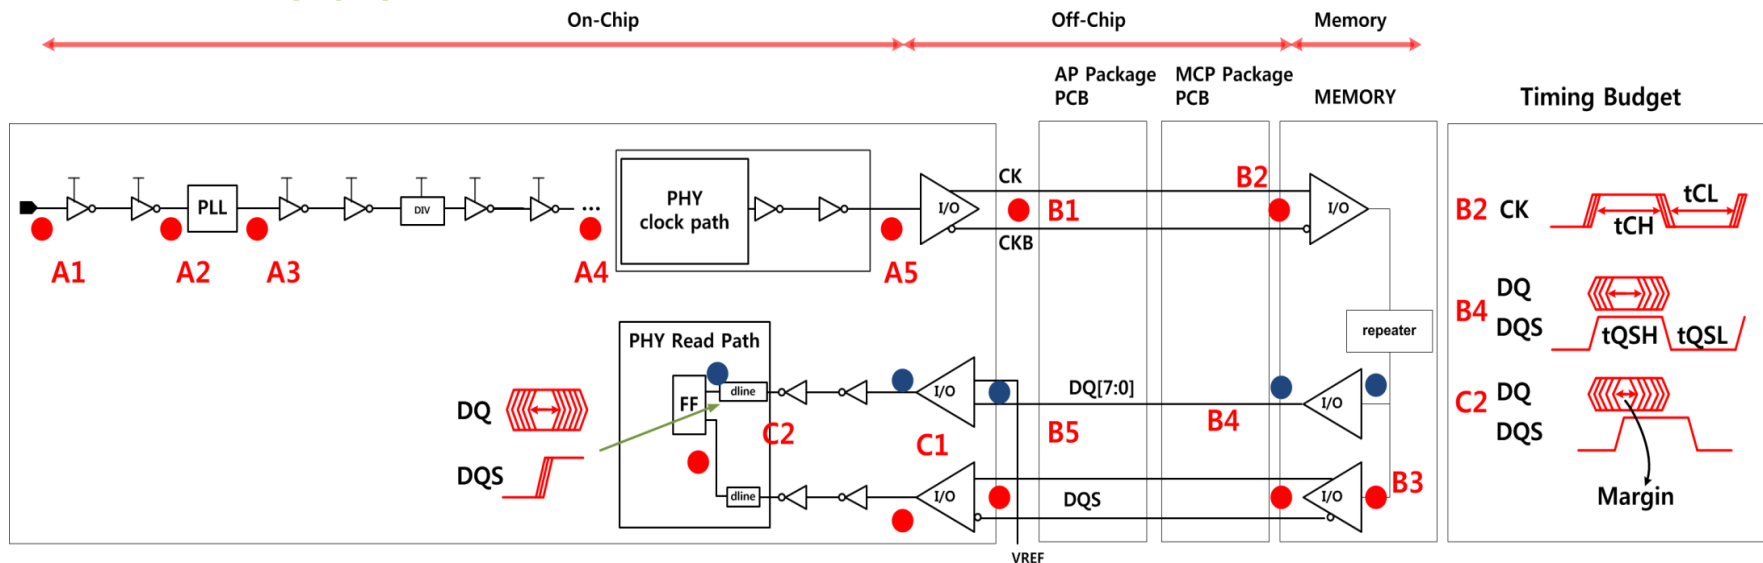 On-Chip
Off-Chip
Memory
AP Package
PCB
MCP Package
PCB
MEMORY
Timing Budget
PLL
DIV
...
PHY
clock path
I/O
CK
CKB
B1
B2
I/O
A1
A2
A3
A4
A5
B2
CK
tCH
tCL
B4
DQ
DQS
tQSH
tQSL
C2
DQ
DQS
Margin
repeater
PHY Read Path
FF
dline
dline
C2
C1
I/O
I/O
DQ[7:0]
B5
B4
DQS
I/O
I/O
B3
VREF
DQ
DQS